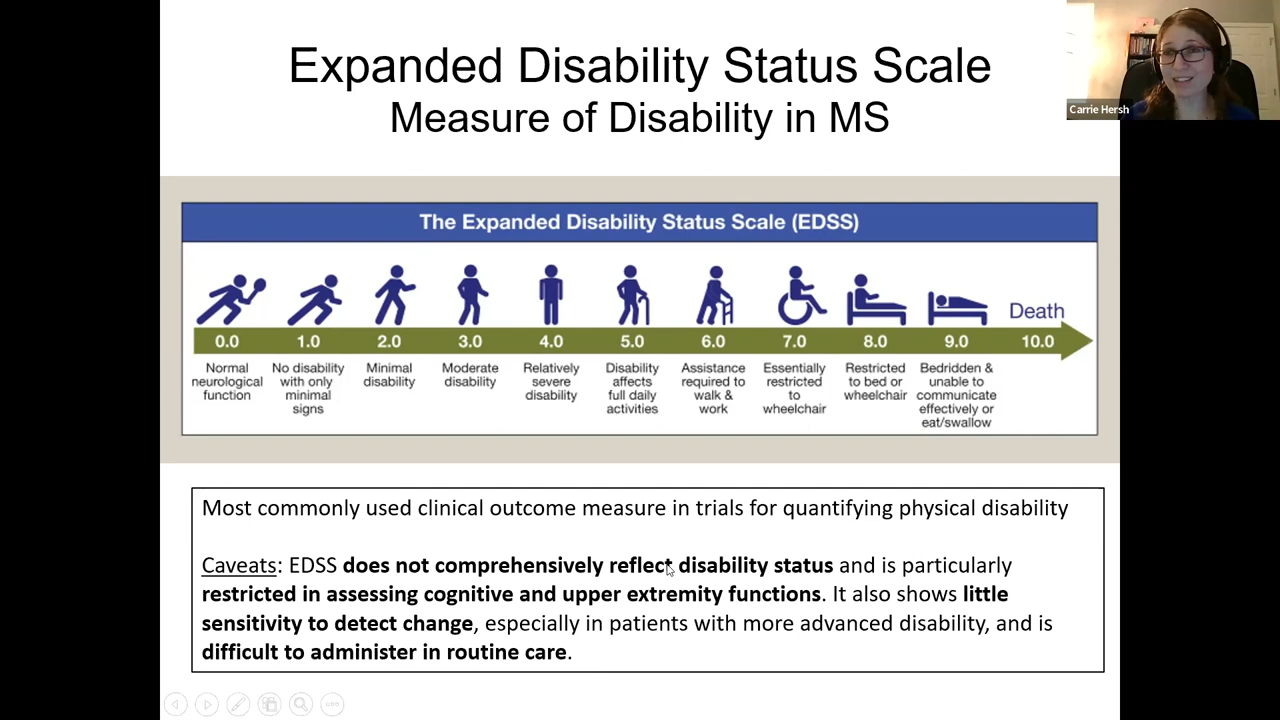 Expanded Disability Status Scale
Measure of Disability in MS
Carrie Hersh
The Expanded Disability Status Scale (EDSS)
Death
0.0 1.0 2.0 3.0 4.0 5.0 6.0 7.0 8.0 9.0 10.0
Normal
neurological
function
No disability
with only
minimal
signs
Minimal
disability
Moderate
disability
Relatively
severe
disability
Disability
affects
full daily
activities
Assistance
required to
walk &
work
Essentially
restricted
to
wheelchair
Restricted
to bed or
wheelchair
Bedridden &
unable to
communicate
effectively or
eat/swallow
Most commonly used clinical outcome measure in trials for quantifying physical disability
Caveats: EDSS does not comprehensively reflect disability status and is particularly
restricted in assessing cognitive and upper extremity functions. It also shows little
sensitivity to detect change, especially in patients with more advanced disability, and is
difficult to administer in routine care.